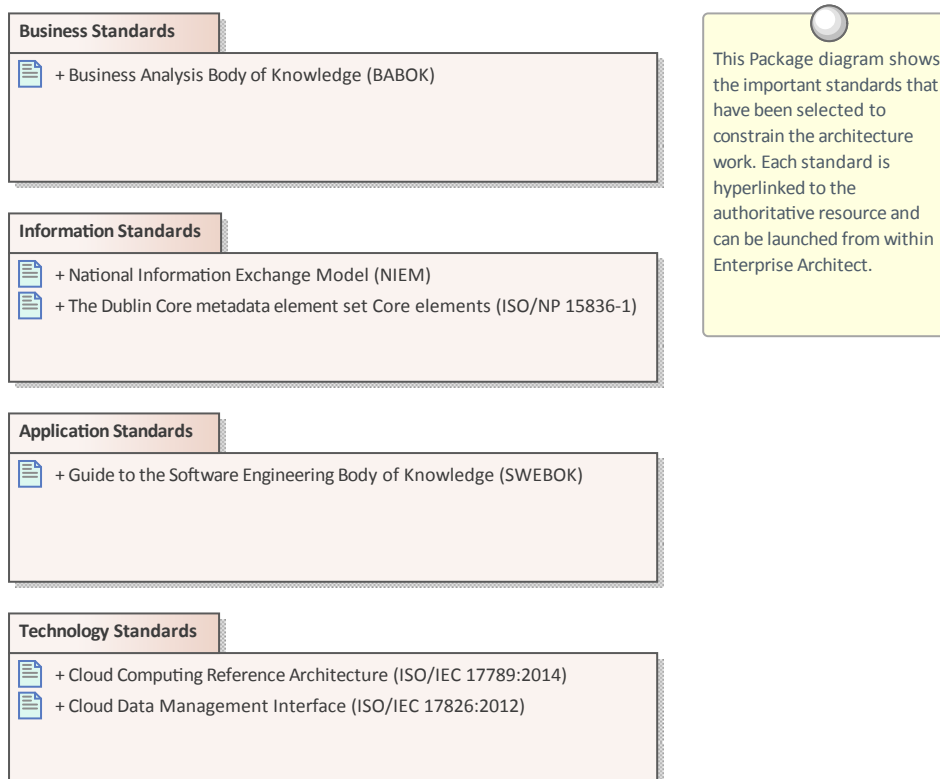 Business Standards
+ Business Analysis Body of Knowledge (BABOK)
Information Standards
+ National Information Exchange Model (NIEM)
+ The Dublin Core metadata element set Core elements (ISO/NP 15836-1)
Application Standards
+ Guide to the Software Engineering Body of Knowledge (SWEBOK)
Technology Standards
+ Cloud Computing Reference Architecture (ISO/IEC 17789:2014)
+ Cloud Data Management Interface (ISO/IEC 17826:2012)
This Package diagram shows
the important standards that
have been selected to
constrain the architecture
work. Each standard is
hyperlinked to the
authoritative resource and
can be launched from within
Enterprise Architect.